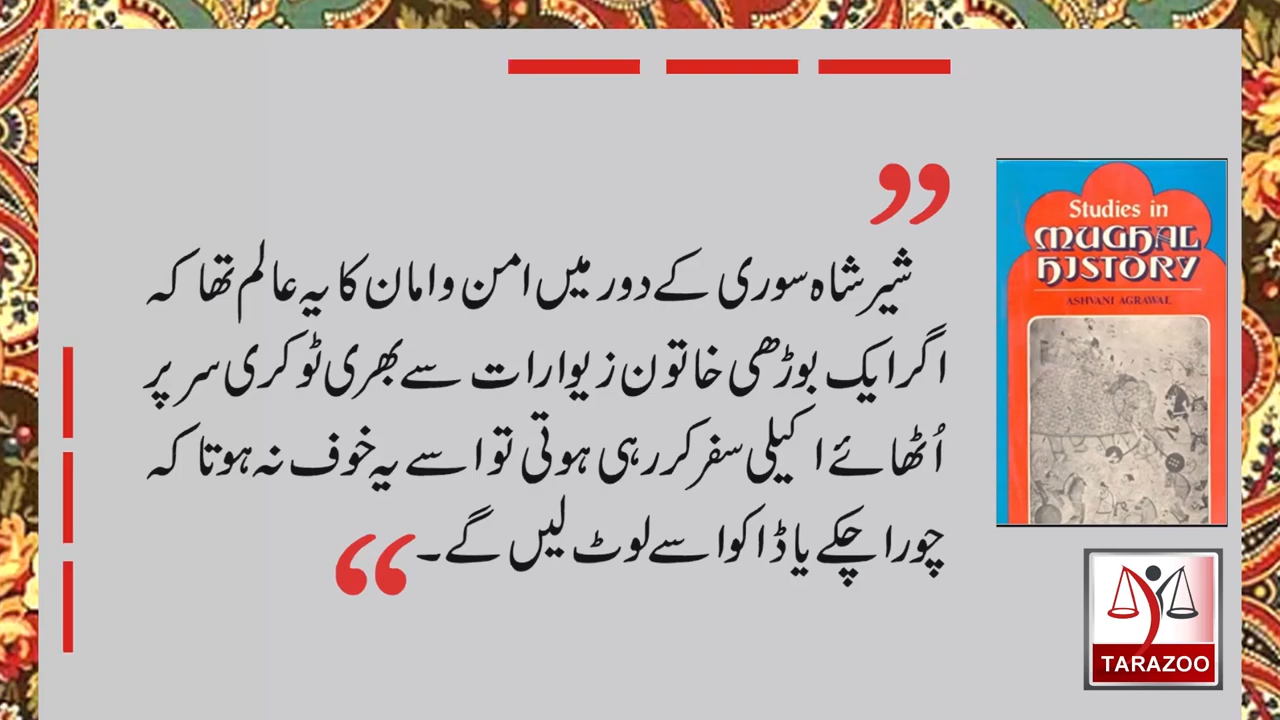 ”
شیر شاہ سوری کے دور میں امن و امان کا یہ عالم تھا کہ
اگر ایک بوڑھی خاتون زیوارات سے بھری ٹوکری سر پر
اُٹھائے اکیلی سفر کر رہی ہوتی تو اسے یہ خوف نہ ہوتا کہ
چور اچکے یا ڈاکو اسے لوٹ لیں گے۔ “
Studies in
MUGHAL
HISTORY
ASHVANI AGRAWAL
TARAZOO